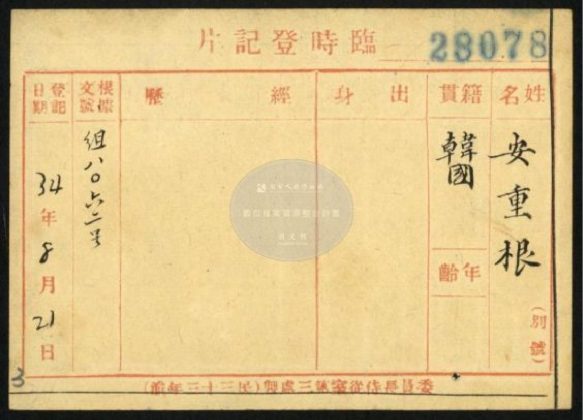 臨時登記片
28078
姓名
安重根
(別號)
籍貫
韓國
年齡
出身
經歷
根據文號
組八〇六二号
登記日期
34年8月21日
委員長侍從室第三處製(民三十三年
3